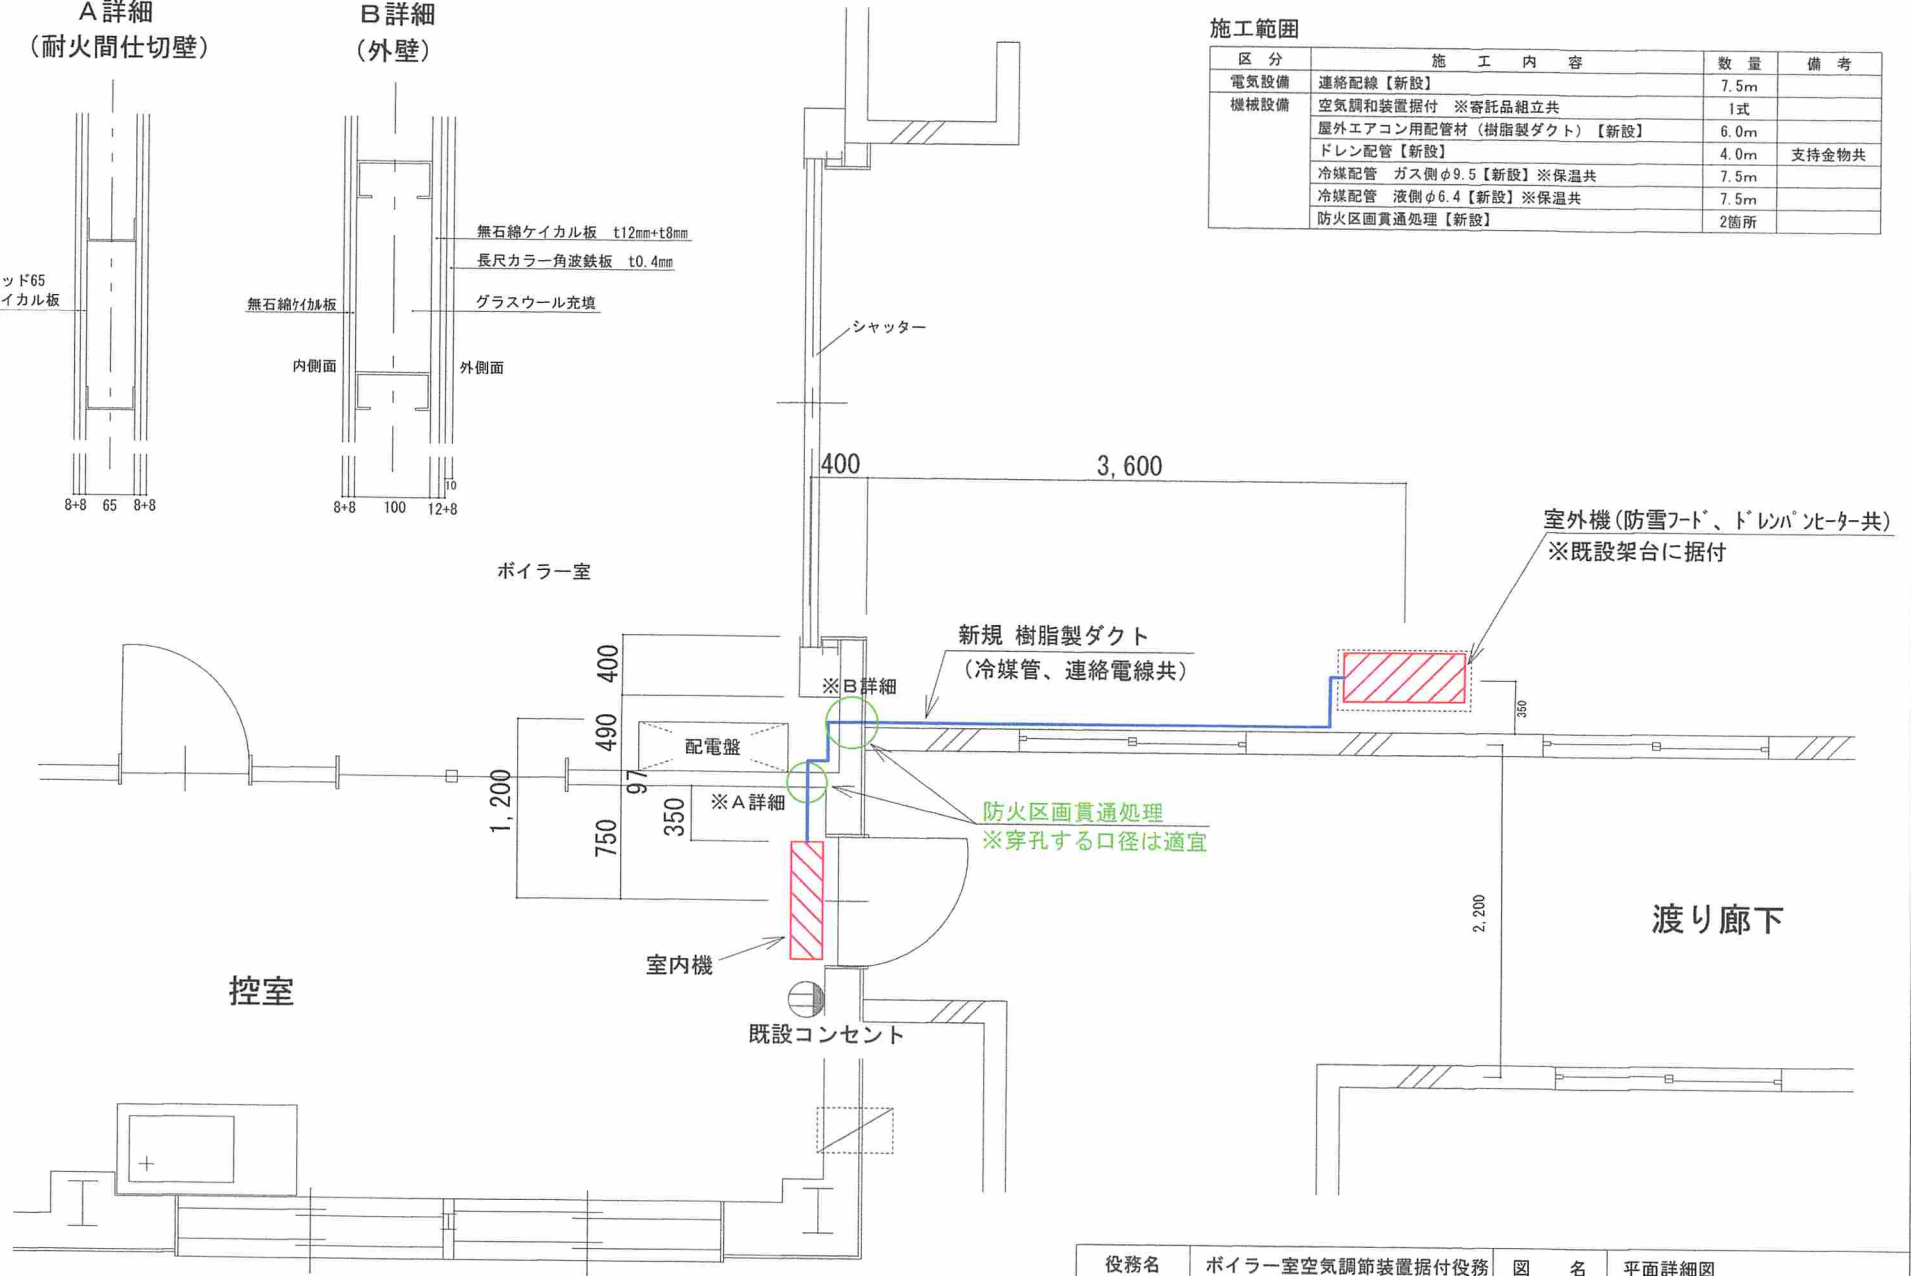 A詳細
(耐火間仕切壁)
B詳細
(外壁)
ッド65
イカル板
8+8 65 8+8
無石綿ケイカル板 t12mm+t8mm
長尺カラー角波鉄板 t0.4mm
無石綿ｹｲｶﾙ板
グラスウール充填
内側面
外側面
10
8+8 100 12+8
施工範囲
区分 施工内容 数量 備考
電気設備 連絡配線【新設】 7.5m
機械設備 空気調和装置据付 ※寄託品組立共 1式
屋外エアコン用配管材(樹脂製ダクト)【新設】 6.0m
ドレン配管【新設】 4.0m 支持金物共
冷媒配管 ガス側φ9.5【新設】※保温共 7.5m
冷媒配管 液側φ6.4【新設】※保温共 7.5m
防火区画貫通処理【新設】 2箇所
シャッター
400
3,600
室外機(防雪ﾌｰﾄﾞ、ﾄﾞﾚﾝﾊﾟﾝﾋｰﾀｰ共)
※既設架台に据付
ボイラー室
新規 樹脂製ダクト
(冷媒管、連絡電線共)
400
※B詳細
490
配電盤
350
97
※A詳細
1,200
350
750
防火区画貫通処理
※穿孔する口径は適宜
2,200
渡り廊下
室内機
控室
既設コンセント
役務名 ボイラー室空気調節装置据付役務 図名 平面詳細図